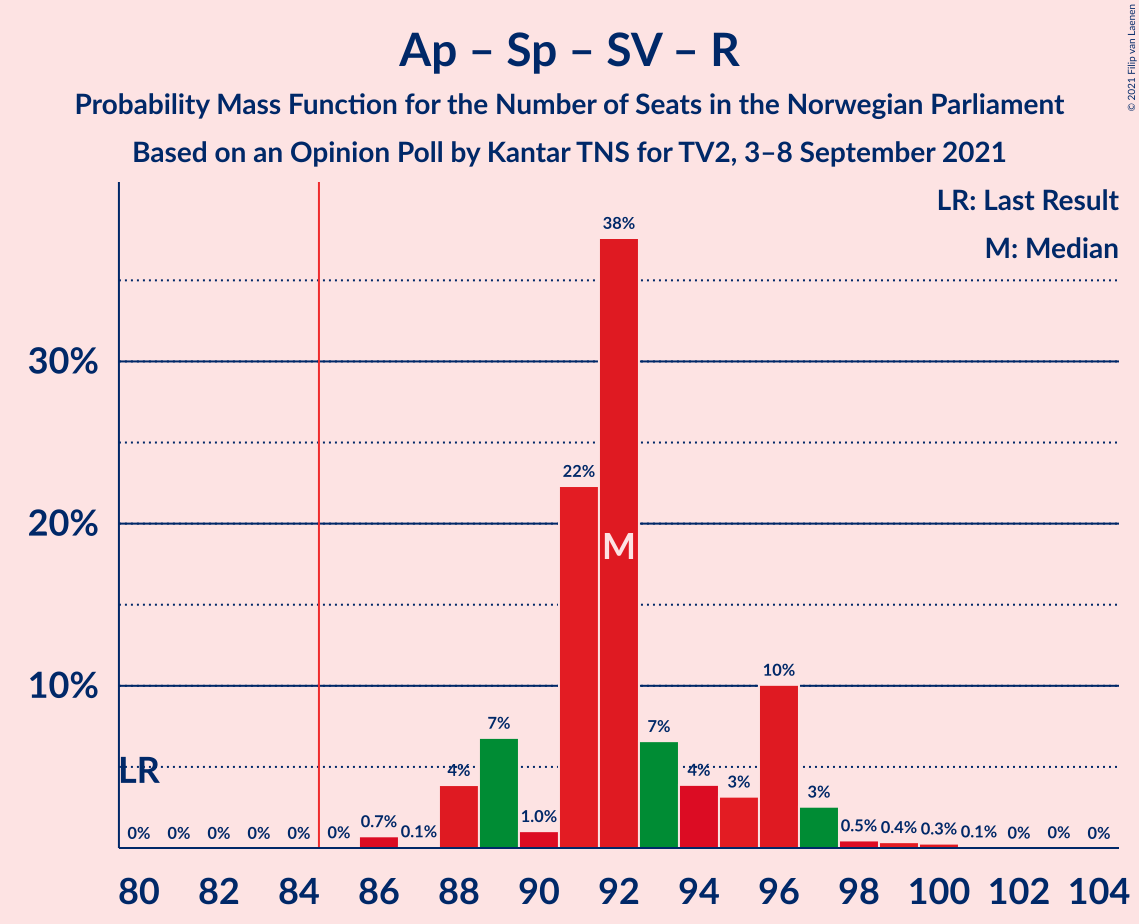 Ap – Sp – SV – R
Probability Mass Function for the Number of Seats in the Norwegian Parliament
Based on an Opinion Poll by Kantar TNS for TV2, 3–8 September 2021
© 2021 Filip van Laenen
LR: Last Result
M: Median
38%
30%
22%
20%
M
10%
10%
7%
7%
LR
4%
4%
3%
3%
0% 0% 0% 0% 0% 0% 0.7% 0.1% 1.0% 0.5% 0.4% 0.3% 0.1% 0% 0% 0%
80 82 84 86 88 90 92 94 96 98 100 102 104